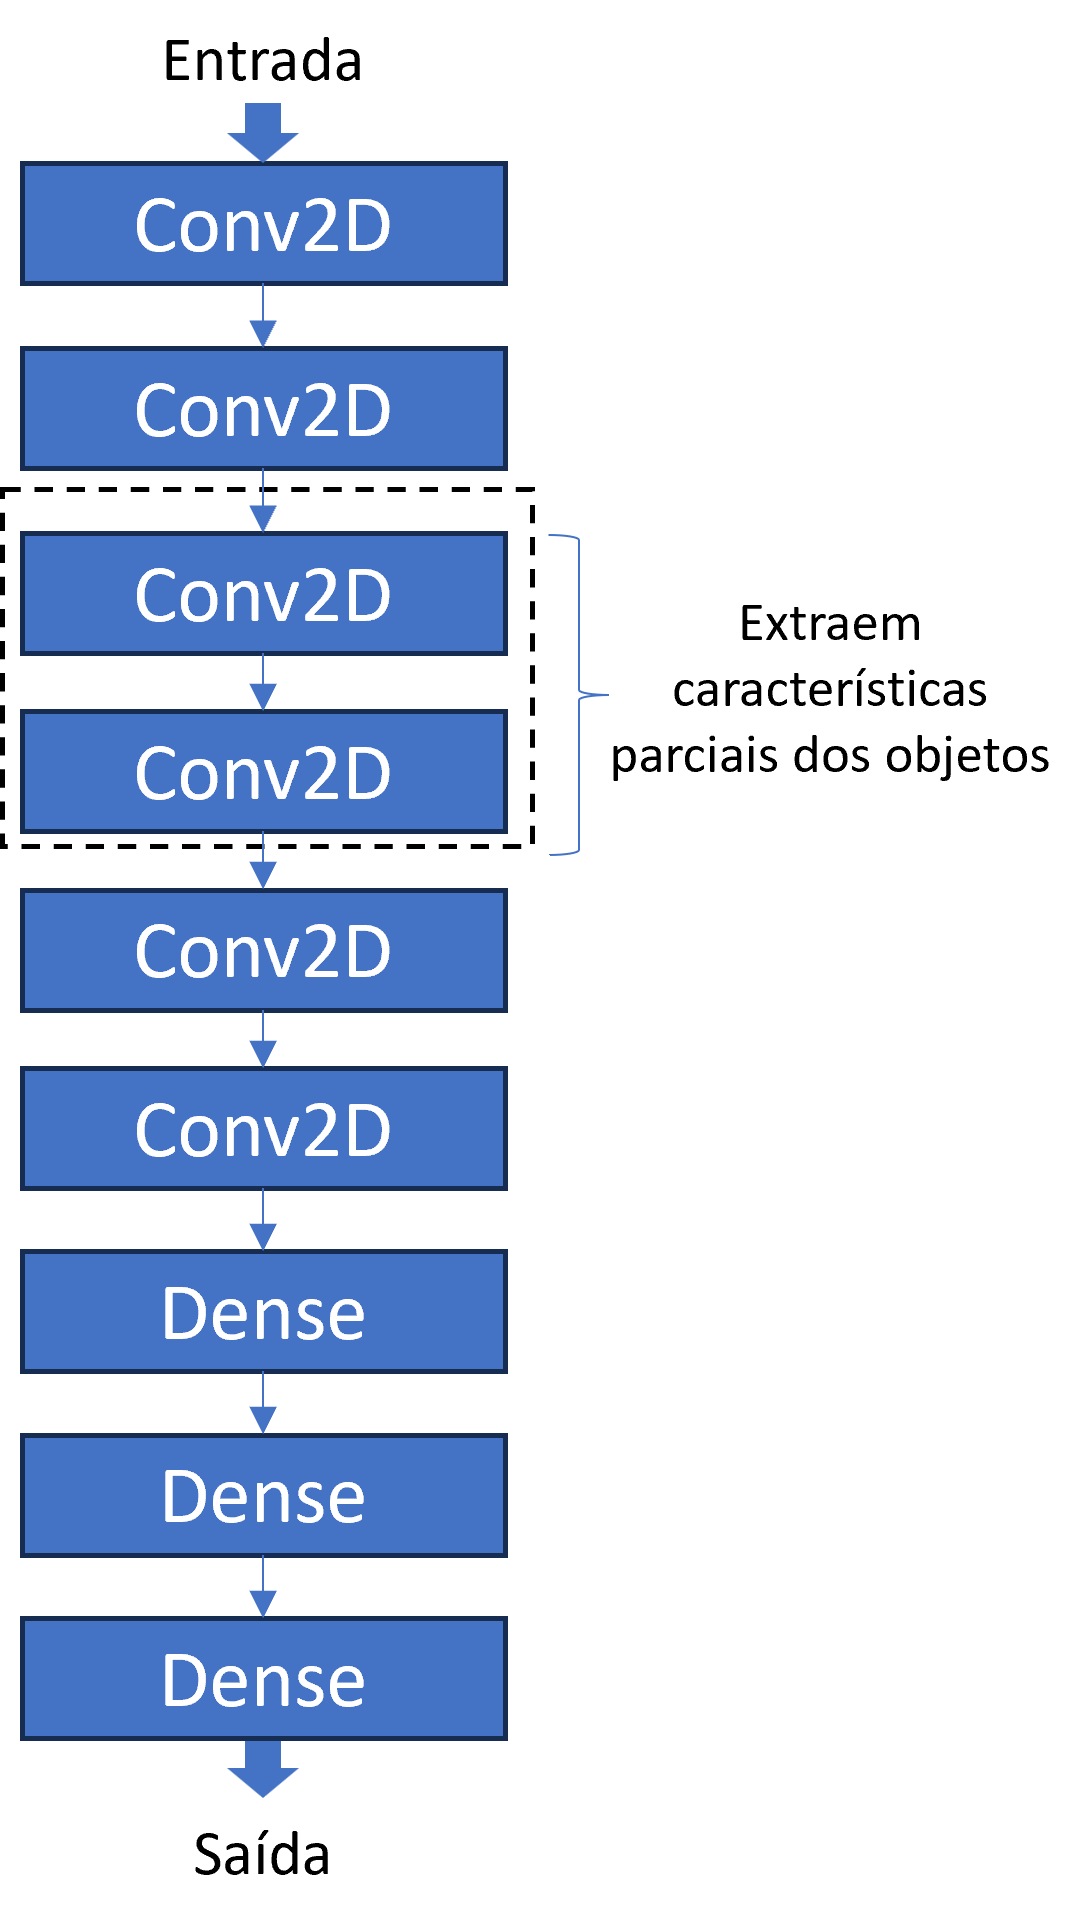 Entrada
Conv2D
Conv2D
Conv2D
Conv2D
Extraem
características
parciais dos objetos
Conv2D
Conv2D
Dense
Dense
Dense
Saída